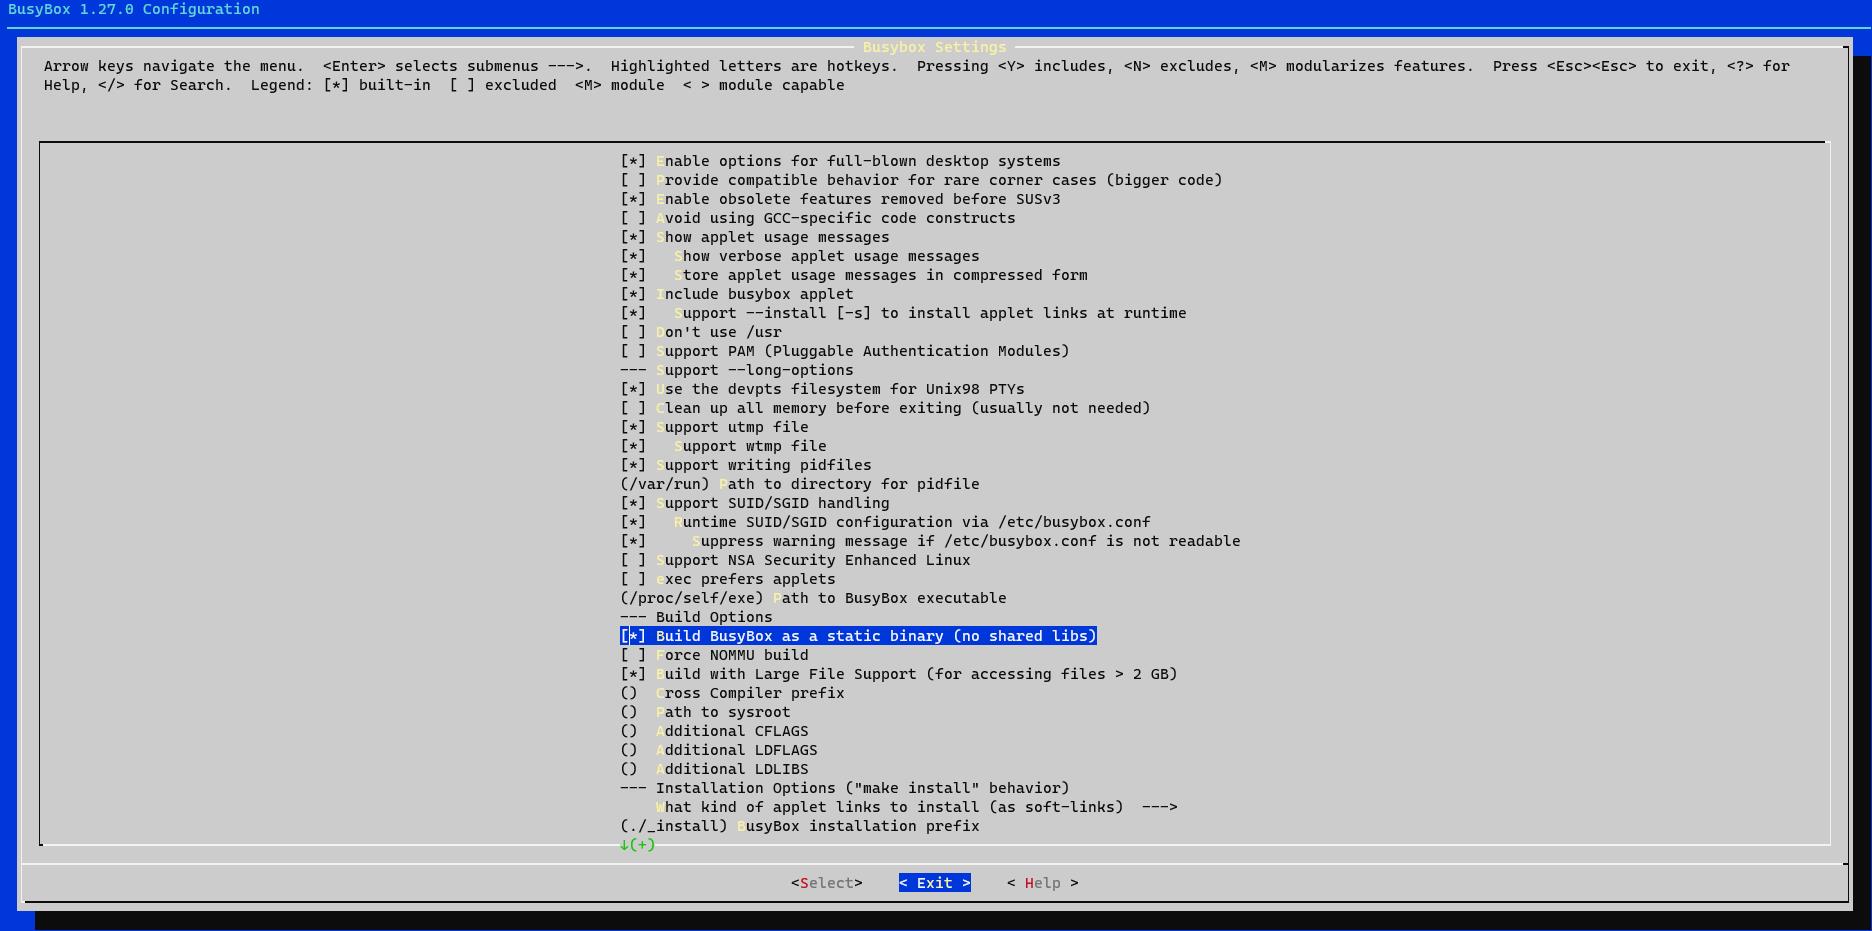 BusyBox 1.27.0 Configuration
Busybox Settings
Arrow keys navigate the menu.  <Enter> selects submenus --->.  Highlighted letters are hotkeys.  Pressing <Y> includes, <N> excludes, <M> modularizes features.  Press <Esc><Esc> to exit, <?> for
Help, </> for Search.  Legend: [*] built-in  [ ] excluded  <M> module  < > module capable
[*] Enable options for full-blown desktop systems
[ ] Provide compatible behavior for rare corner cases (bigger code)
[*] Enable obsolete features removed before SUSv3
[ ] Avoid using GCC-specific code constructs
[*] Show applet usage messages
[*]   Show verbose applet usage messages
[*]   Store applet usage messages in compressed form
[*] Include busybox applet
[*]   Support --install [-s] to install applet links at runtime
[ ] Don't use /usr
[ ] Support PAM (Pluggable Authentication Modules)
--- Support --long-options
[*] Use the devpts filesystem for Unix98 PTYs
[ ] Clean up all memory before exiting (usually not needed)
[*] Support utmp file
[*]   Support wtmp file
[*] Support writing pidfiles
(/var/run) Path to directory for pidfile
[*] Support SUID/SGID handling
[*]   Runtime SUID/SGID configuration via /etc/busybox.conf
[*]     Suppress warning message if /etc/busybox.conf is not readable
[ ] Support NSA Security Enhanced Linux
[ ] exec prefers applets
(/proc/self/exe) Path to BusyBox executable
--- Build Options
[*] Build BusyBox as a static binary (no shared libs)
[ ] Force NOMMU build
[*] Build with Large File Support (for accessing files > 2 GB)
()  Cross Compiler prefix
()  Path to sysroot
()  Additional CFLAGS
()  Additional LDFLAGS
()  Additional LDLIBS
--- Installation Options ("make install" behavior)
    What kind of applet links to install (as soft-links)  --->
(./_install) BusyBox installation prefix
↓(+)
<Select>    < Exit >    < Help >